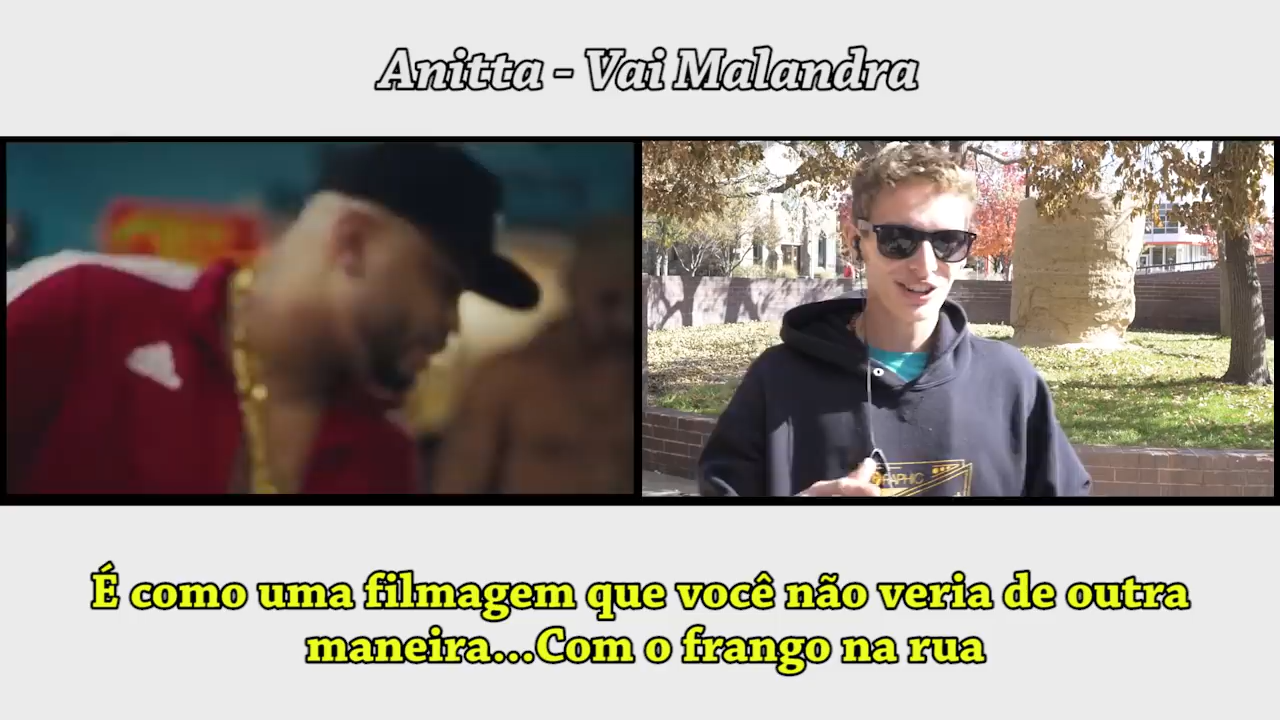 Anitta - Vai Malandra
É como uma filmagem que você não veria de outra
maneira...Com o frango na rua